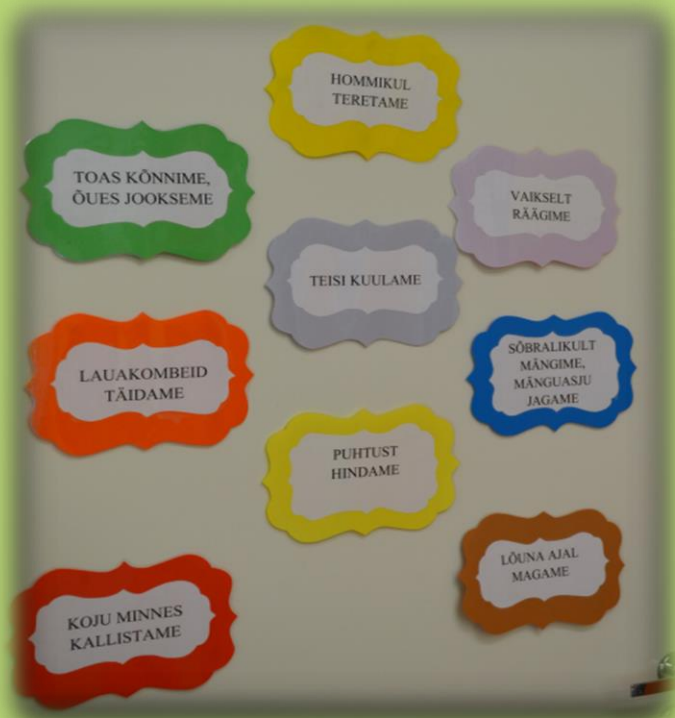 HOMMIKUL
TERETAME
TOAS KÕNNIME,
ÕUES JOOKSEME
VAIKSELT
RÄÄGIME
TEISI KUULAME
LAUAKOMBEID
TÄIDAME
SÕBRALIKULT
MÄNGIME,
MÄNGUASJU
JAGAME
PUHTUST
HINDAME
LÕUNA AJAL
MAGAME
KOJU MINNES
KALLISTAME